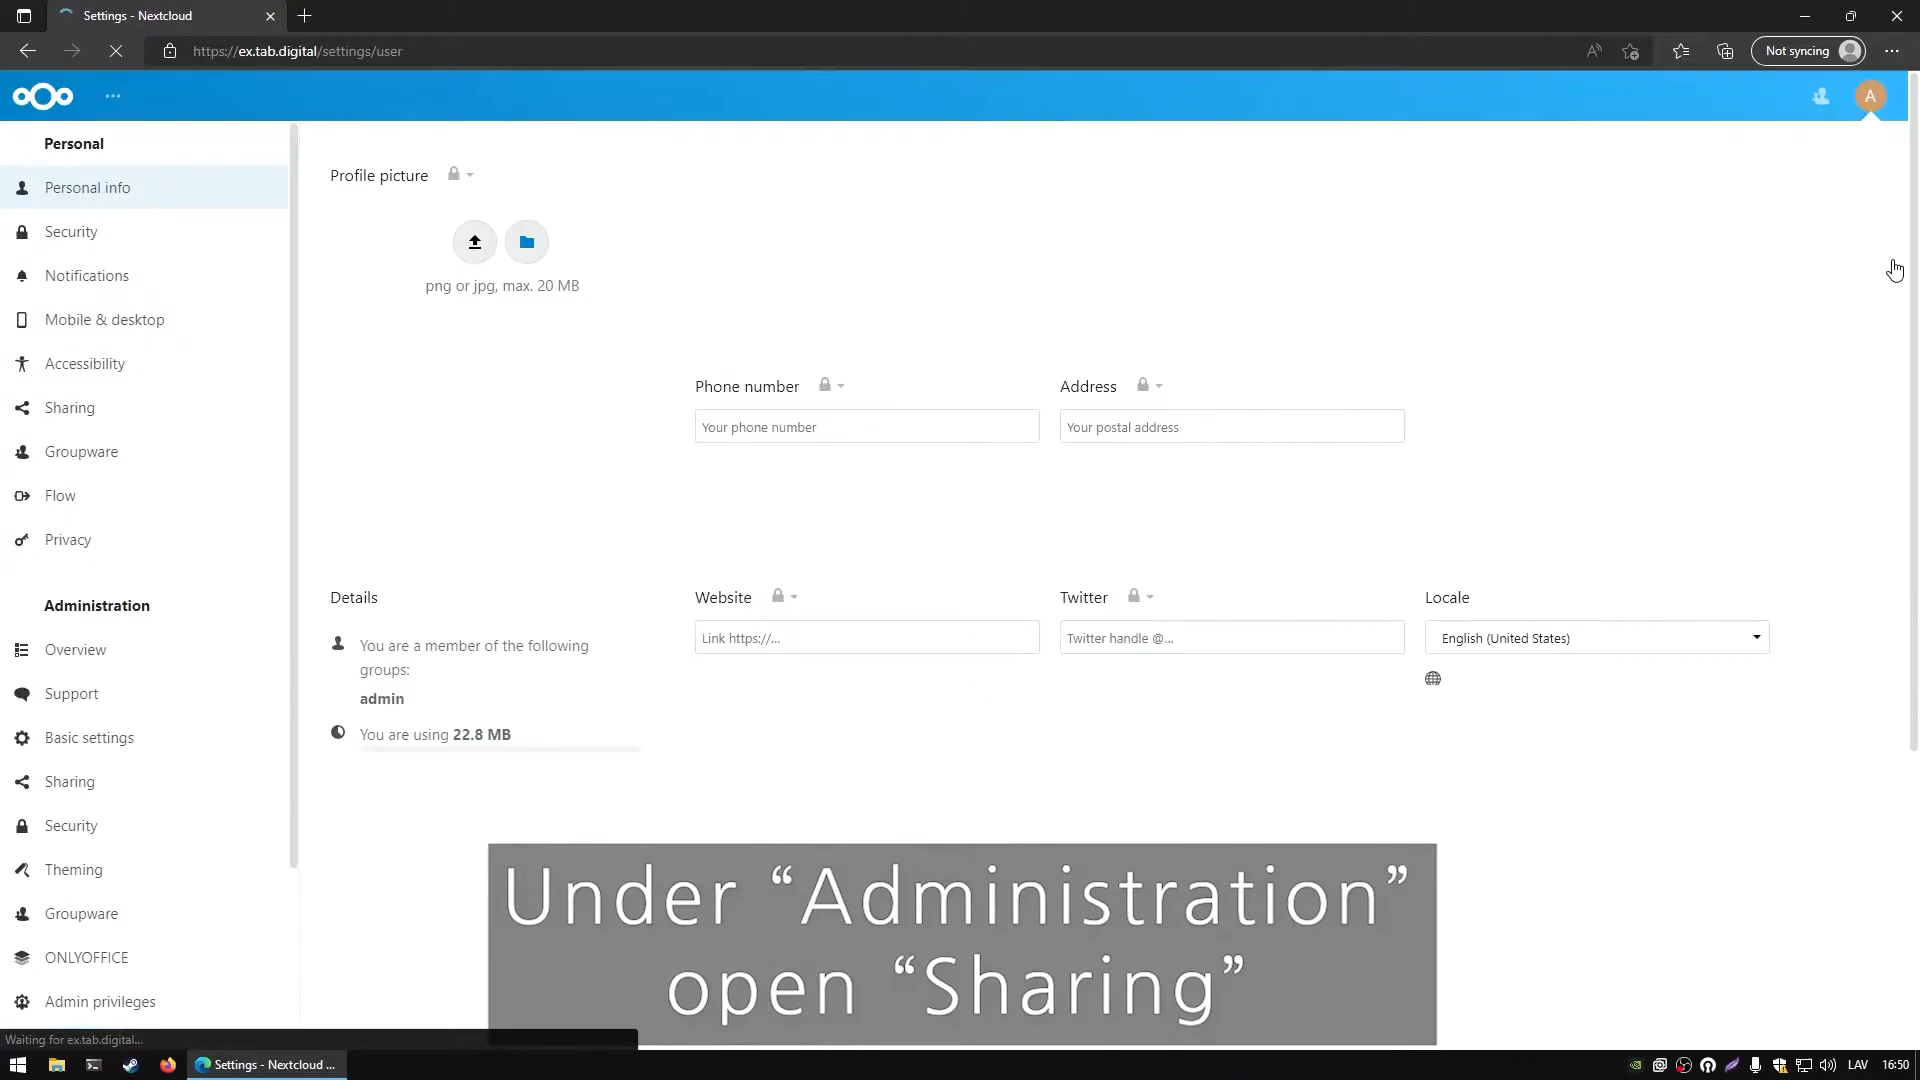 Settings - Nextcloud
https://ex.tab.digital/settings/user
Not syncing
A
Personal
Personal info
Security
Notifications
Mobile & desktop
Accessibility
Sharing
Groupware
Flow
Privacy
Administration
Overview
Support
Basic settings
Sharing
Security
Theming
Groupware
ONLYOFFICE
Admin privileges
Profile picture
png or jpg, max. 20 MB
Phone number
Your phone number
Address
Your postal address
Details
You are a member of the following
groups:
admin
You are using 22.8 MB
Website
Link https://...
Twitter
Twitter handle @...
Locale
English (United States)
Under “Administration”
open “Sharing”
Waiting for ex.tab.digital...
Settings - Nextcloud ...
LAV
16:50